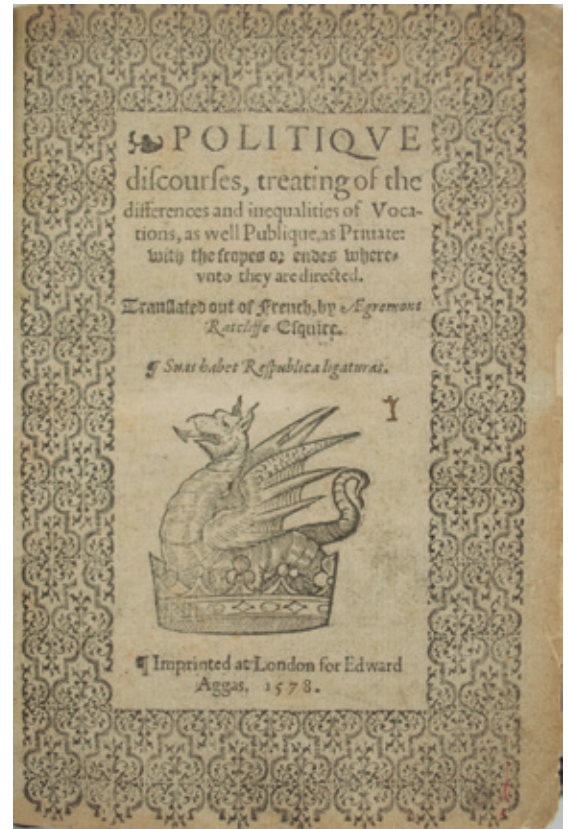 POLITIQVE
discourſes, treating of the
differences and inequalities of Voca-
tions, as well Publique, as Priuate:
with the scopes or endes where-
vnto they are directed.
Translated out of French, by Ægremont
Ratcliffe Esquire.
¶ Suas habet Reſpublica ligaturas.
¶ Imprinted at London for Edward
Aggas. 1578.